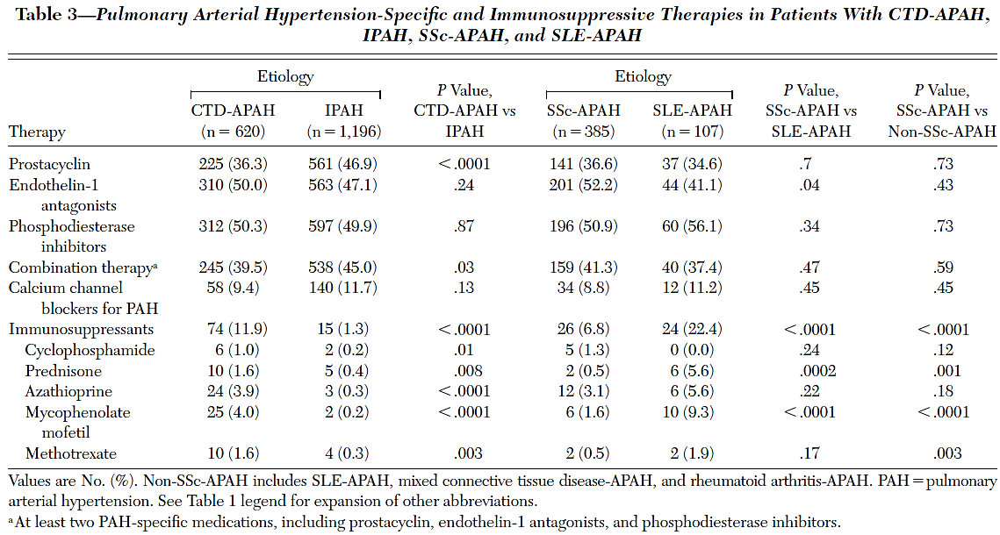 Table 3—Pulmonary Arterial Hypertension-Specific and Immunosuppressive Therapies in Patients With CTD-APAH,
IPAH, SSc-APAH, and SLE-APAH
Etiology Etiology
P Value, P Value, P Value,
CTD-APAH IPAH CTD-APAH vs SSc-APAH SLE-APAH SSc-APAH vs SSc-APAH vs
Therapy (n = 620) (n = 1,196) IPAH (n = 385) (n = 107) SLE-APAH Non-SSc-APAH
Prostacyclin 225 (36.3) 561 (46.9) <.0001 141 (36.6) 37 (34.6) .7 .73
Endothelin-1 310 (50.0) 563 (47.1) .24 201 (52.2) 44 (41.1) .04 .43
antagonists
Phosphodiesterase 312 (50.3) 597 (49.9) .87 196 (50.9) 60 (56.1) .34 .73
inhibitors
Combination therapyᵃ 245 (39.5) 538 (45.0) .03 159 (41.3) 40 (37.4) .47 .59
Calcium channel 58 (9.4) 140 (11.7) .13 34 (8.8) 12 (11.2) .45 .45
blockers for PAH
Immunosuppressants 74 (11.9) 15 (1.3) <.0001 26 (6.8) 24 (22.4) <.0001 <.0001
Cyclophosphamide 6 (1.0) 2 (0.2) .01 5 (1.3) 0 (0.0) .24 .12
Prednisone 10 (1.6) 5 (0.4) .008 2 (0.5) 6 (5.6) .0002 .001
Azathioprine 24 (3.9) 3 (0.3) <.0001 12 (3.1) 6 (5.6) .22 .18
Mycophenolate 25 (4.0) 2 (0.2) <.0001 6 (1.6) 10 (9.3) <.0001 <.0001
mofetil
Methotrexate 10 (1.6) 4 (0.3) .003 2 (0.5) 2 (1.9) .17 .003
Values are No. (%). Non-SSc-APAH includes SLE-APAH, mixed connective tissue disease-APAH, and rheumatoid arthritis-APAH. PAH = pulmonary
arterial hypertension. See Table 1 legend for expansion of other abbreviations.
ᵃAt least two PAH-specific medications, including prostacyclin, endothelin-1 antagonists, and phosphodiesterase inhibitors.